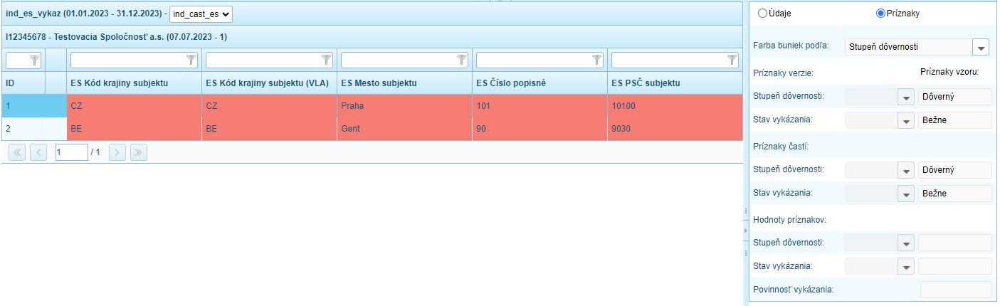 ind_es_vykaz (01.01.2023 - 31.12.2023) - ind_cast_es
I12345678 - Testovacia Spoločnosť a.s. (07.07.2023 - 1)
ID ES Kód krajiny subjektu ES Kód krajiny subjektu (VLA) ES Mesto subjektu ES Číslo popisné ES PSČ subjektu
1 CZ CZ Praha 101 10100
2 BE BE Gent 90 9030
1 / 1
Údaje Príznaky
Farba buniek podľa: Stupeň dôvernosti
Príznaky verzie: Príznaky vzoru:
Stupeň dôvernosti: Dôverný
Stav vykázania: Bežne
Príznaky častí:
Stupeň dôvernosti: Dôverný
Stav vykázania: Bežne
Hodnoty príznakov:
Stupeň dôvernosti:
Stav vykázania:
Povinnosť vykázania: